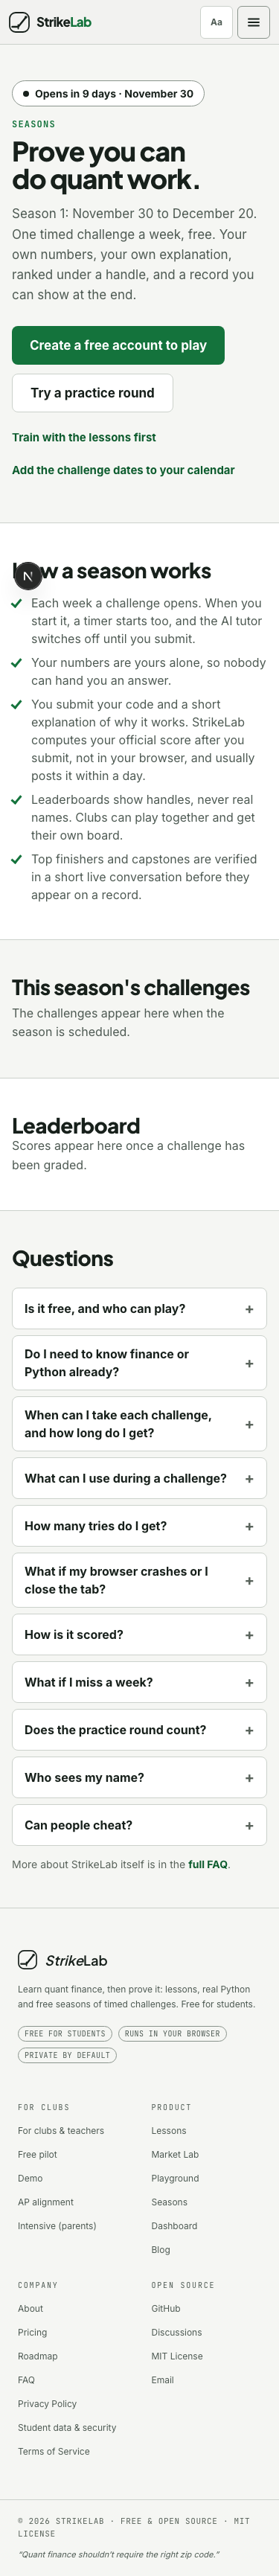 StrikeLab
Aa
Opens in 9 days · November 30
SEASONS
Prove you can
do quant work.
Season 1: November 30 to December 20.
One timed challenge a week, free. Your
own numbers, your own explanation,
ranked under a handle, and a record you
can show at the end.
Create a free account to play
Try a practice round
Train with the lessons first
Add the challenge dates to your calendar
N
a season works
Each week a challenge opens. When you
start it, a timer starts too, and the AI tutor
switches off until you submit.
Your numbers are yours alone, so nobody
can hand you an answer.
You submit your code and a short
explanation of why it works. StrikeLab
computes your official score after you
submit, not in your browser, and usually
posts it within a day.
Leaderboards show handles, never real
names. Clubs can play together and get
their own board.
Top finishers and capstones are verified
in a short live conversation before they
appear on a record.
This season's challenges
The challenges appear here when the
season is scheduled.
Leaderboard
Scores appear here once a challenge has
been graded.
Questions
Is it free, and who can play? +
Do I need to know finance or
Python already? +
When can I take each challenge,
and how long do I get? +
What can I use during a challenge? +
How many tries do I get? +
What if my browser crashes or I
close the tab? +
How is it scored? +
What if I miss a week? +
Does the practice round count? +
Who sees my name? +
Can people cheat? +
More about StrikeLab itself is in the full FAQ.
StrikeLab
Learn quant finance, then prove it: lessons, real Python
and free seasons of timed challenges. Free for students.
FREE FOR STUDENTS
RUNS IN YOUR BROWSER
PRIVATE BY DEFAULT
FOR CLUBS
For clubs & teachers
Free pilot
Demo
AP alignment
Intensive (parents)
PRODUCT
Lessons
Market Lab
Playground
Seasons
Dashboard
Blog
COMPANY
About
Pricing
Roadmap
FAQ
Privacy Policy
Student data & security
Terms of Service
OPEN SOURCE
GitHub
Discussions
MIT License
Email
© 2026 STRIKELAB · FREE & OPEN SOURCE · MIT
LICENSE
"Quant finance shouldn't require the right zip code."